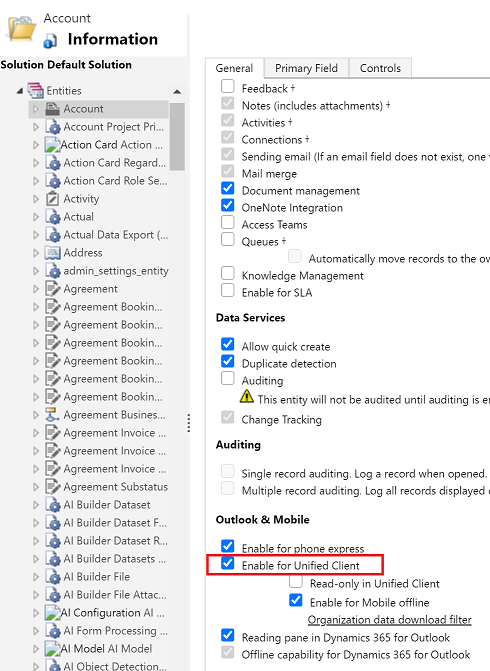 Account
Information
Solution Default Solution
Entities
Account
Account Project Pri...
Action Card Action ...
Action Card Regard...
Action Card Role Se...
Activity
Actual
Actual Data Export (...
Address
admin_settings_entity
Agreement
Agreement Bookin...
Agreement Bookin...
Agreement Bookin...
Agreement Bookin...
Agreement Bookin...
Agreement Bookin...
Agreement Business...
Agreement Invoice ...
Agreement Invoice ...
Agreement Invoice ...
Agreement Substatus
AI Builder Dataset
AI Builder Dataset F...
AI Builder Dataset R...
AI Builder Datasets ...
AI Builder File
AI Builder File Attac...
AI Configuration AI ...
AI Form Processing ...
AI Model AI Model
AI Object Detection...
General
Primary Field
Controls
Feedback †
Notes (includes attachments) †
Activities †
Connections †
Sending email (If an email field does not exist, one
Mail merge
Document management
OneNote Integration
Access Teams
Queues †
Automatically move records to the ow
Knowledge Management
Enable for SLA
Data Services
Allow quick create
Duplicate detection
Auditing
This entity will not be audited until auditing is
Change Tracking
Auditing
Single record auditing. Log a record when opened.
Multiple record auditing. Log all records displayed
Outlook & Mobile
Enable for phone express
Enable for Unified Client
Read-only in Unified Client
Enable for Mobile offline
Organization data download filter
Reading pane in Dynamics 365 for Outlook
Offline capability for Dynamics 365 for Outlook